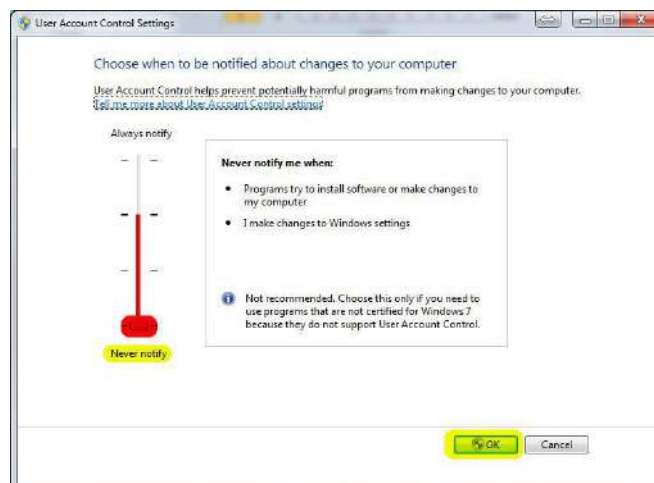 User Account Control Settings
Choose when to be notified about changes to your computer
User Account Control helps prevent potentially harmful programs from making changes to your computer.
Tell me more about User Account Control settings
Always notify
Never notify me when:
• Programs try to install software or make changes to
my computer
• I make changes to Windows settings
Not recommended. Choose this only if you need to
use programs that are not certified for Windows 7
because they do not support User Account Control.
Never notify
OK
Cancel